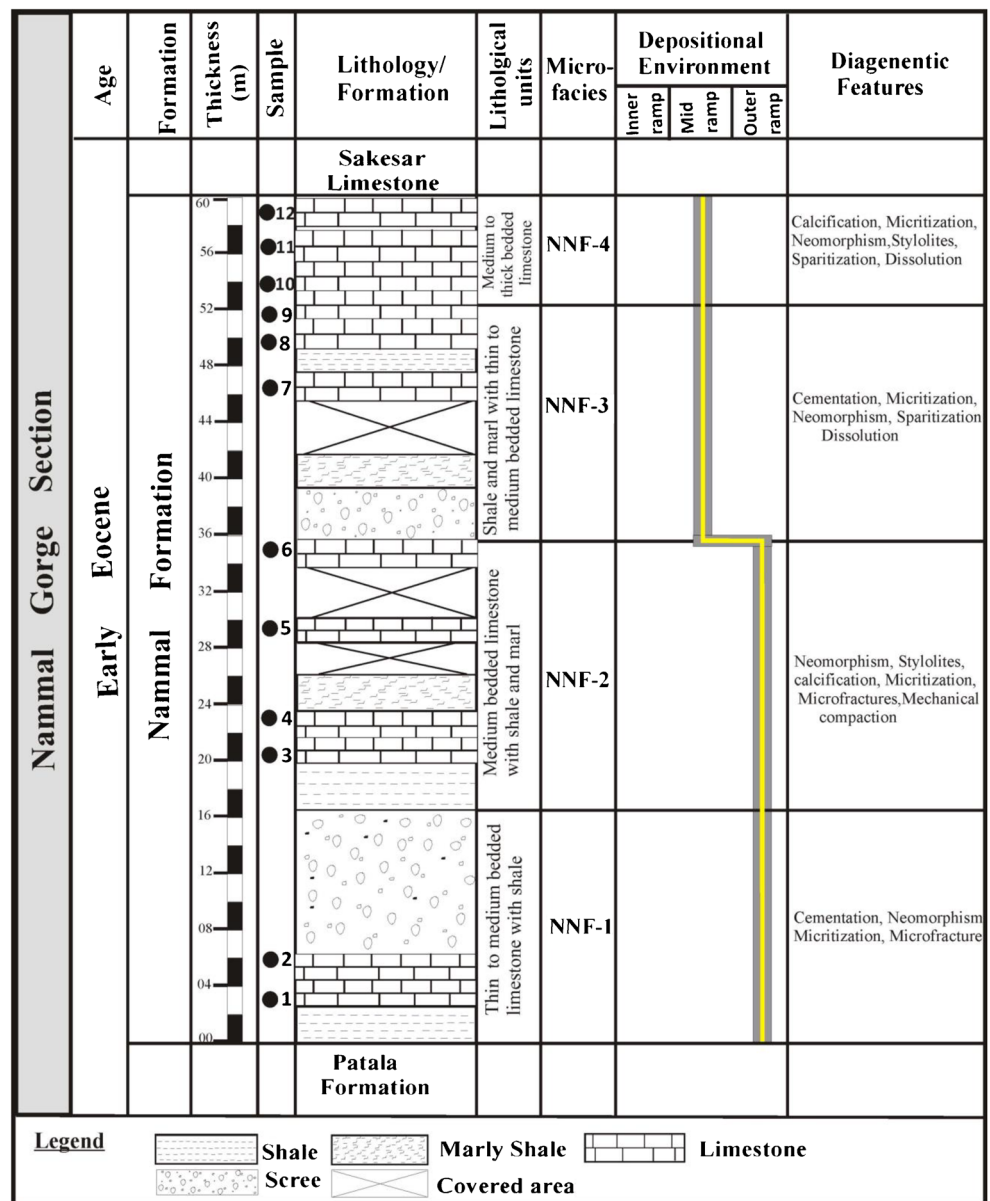 Nammal Gorge Section
Age
Formation
Thickness
(m)
Sample
Lithology/
Formation
Lithologlcal
units
Micro-
facies
Depositional
Environment
Inner
ramp
Mid
ramp
Outer
ramp
Diagenentic
Features
Early Eocene
Nammal Formation
Sakesar
Limestone
60
56
52
48
44
40
36
32
28
24
20
16
12
08
04
00
12
11
10
9
8
7
6
5
4
3
2
1
Medium to
thick bedded
limestone
NNF-4
Calcification, Micritization,
Neomorphism,Stylolites,
Sparitization, Dissolution
Shale and marl with thin to
medium bedded limestone
NNF-3
Cementation, Micritization,
Neomorphism, Sparitization
Dissolution
Medium bedded limestone
with shale and marl
NNF-2
Neomorphism, Stylolites,
calcification, Micritization,
Microfractures,Mechanical
compaction
Thin to medium bedded
limestone with shale
NNF-1
Cementation, Neomorphism
Micritization, Microfracture
Patala
Formation
Legend
Shale
Marly Shale
Limestone
Scree
Covered area